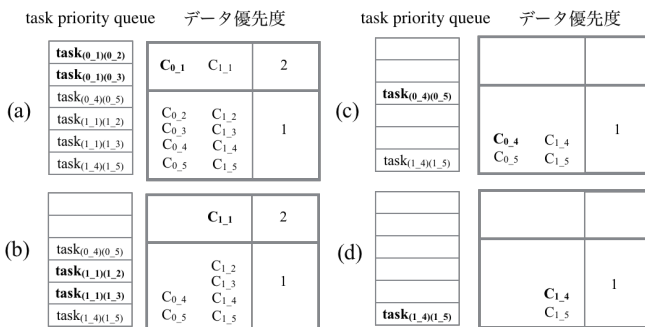 task priority queue データ優先度
(a)
task(0_1)(0_2)
task(0_1)(0_3)
task(0_4)(0_5)
task(1_1)(1_2)
task(1_1)(1_3)
task(1_4)(1_5)
C0_1 C1_1 2
C0_2 C1_2
C0_3 C1_3
C0_4 C1_4
C0_5 C1_5
1
(b)
task(0_4)(0_5)
task(1_1)(1_2)
task(1_1)(1_3)
task(1_4)(1_5)
C1_1 2
C1_2
C1_3
C0_4 C1_4
C0_5 C1_5
1
task priority queue データ優先度
(c)
task(0_4)(0_5)
task(1_4)(1_5)
C0_4 C1_4
C0_5 C1_5
1
(d)
task(1_4)(1_5)
C1_4
C1_5
1